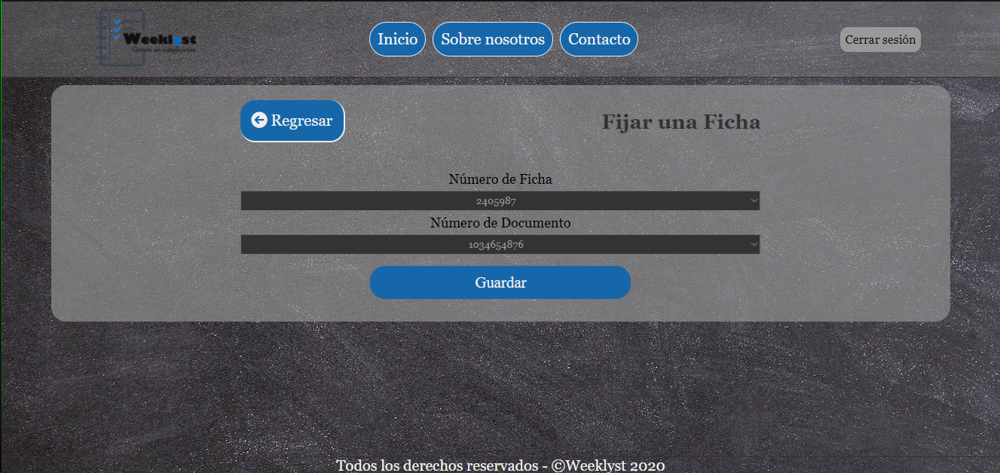 Weeklyst
Inicio
Sobre nosotros
Contacto
Cerrar sesión
Regresar
Fijar una Ficha
Número de Ficha
2405987
Número de Documento
1034654876
Guardar
Todos los derechos reservados - ©Weeklyst 2020